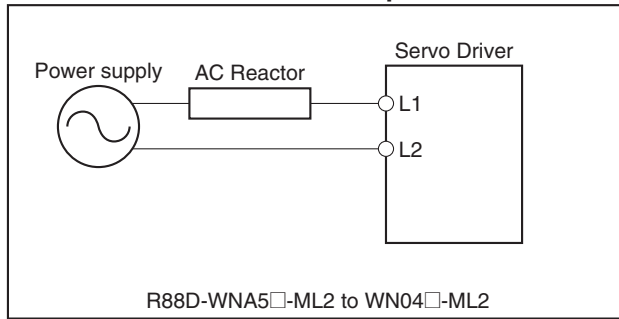 Servo Driver
Power supply
AC Reactor
L1
L2
R88D-WNA5□-ML2 to WN04□-ML2